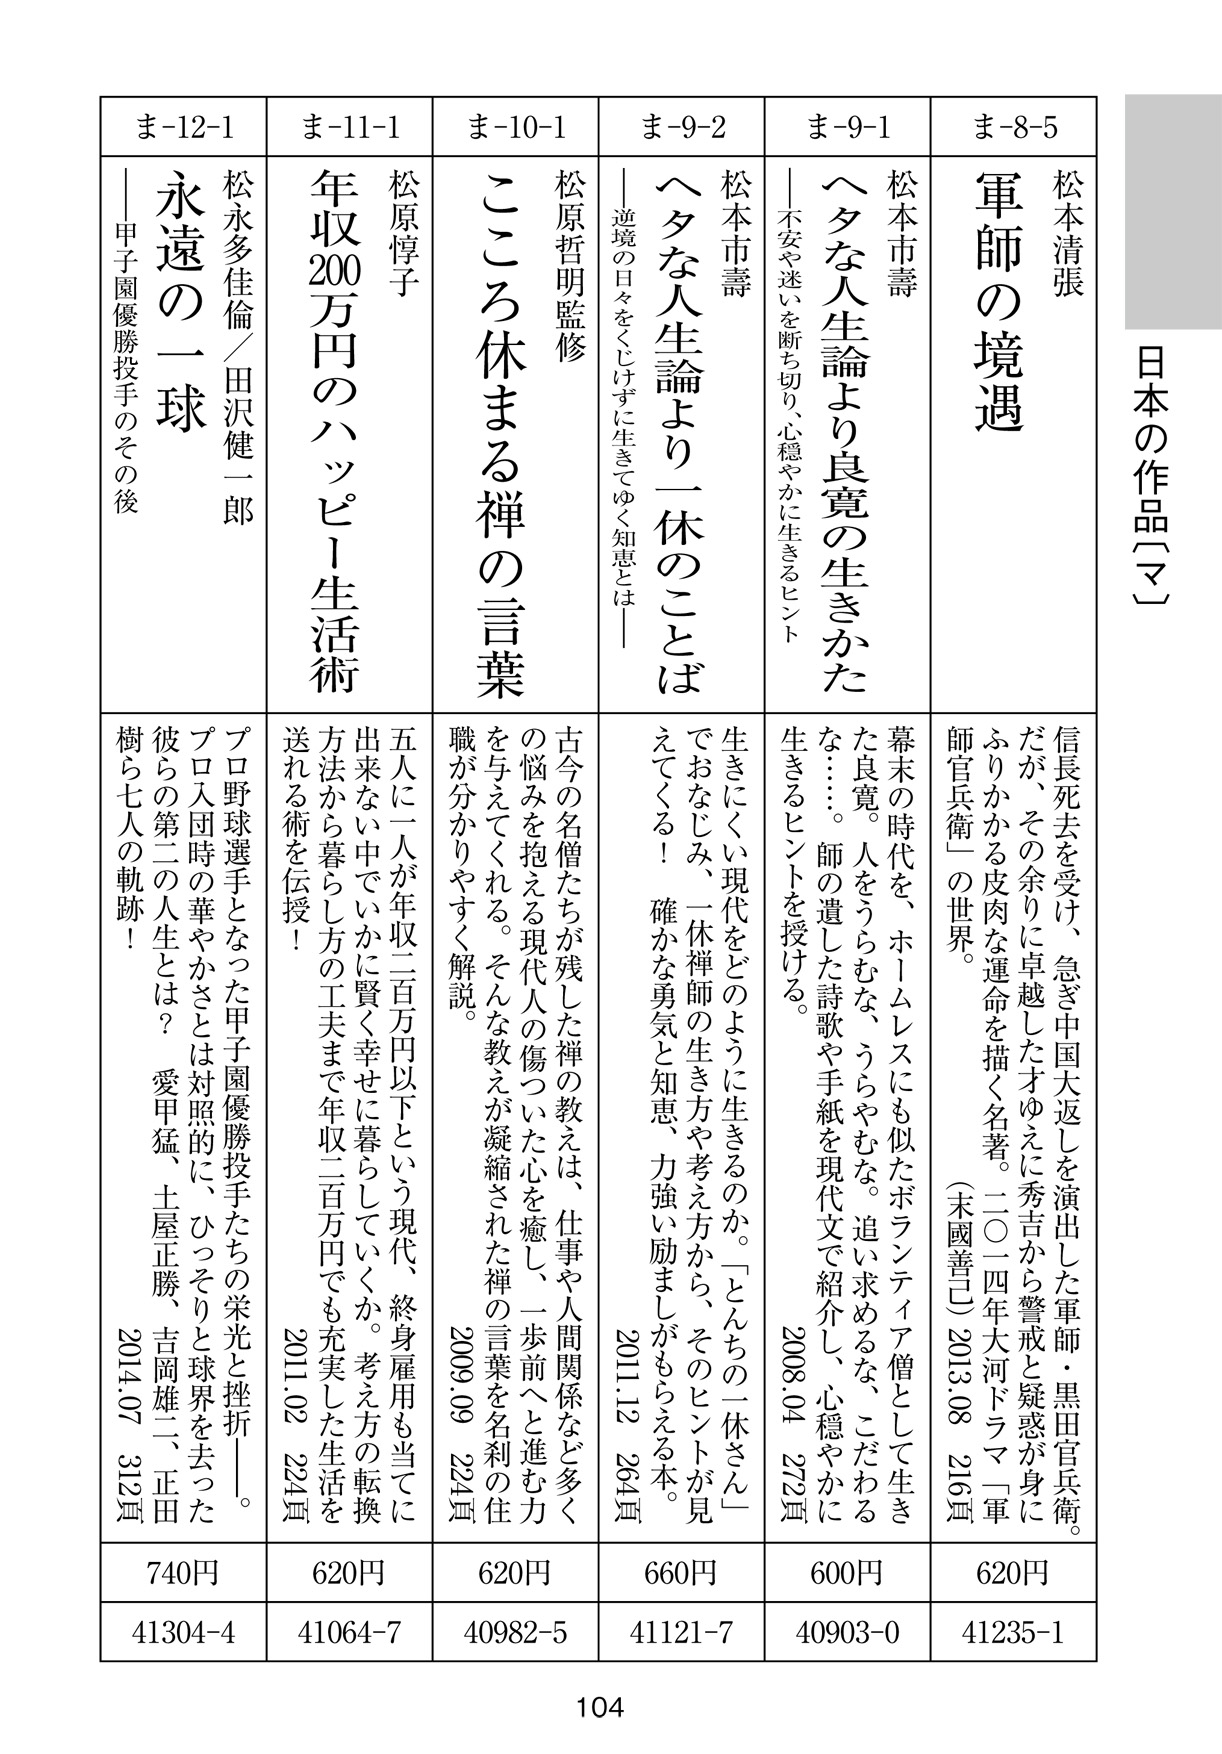 日本の作品〔マ〕
ま-8-5
松本清張
軍師の境遇
信長死去を受け、急ぎ中国大返しを演出した軍師・黒田官兵衛。
だが、その余りに卓越した才ゆえに秀吉から警戒と疑惑が身に
ふりかかる皮肉な運命を描く名著。二〇一四年大河ドラマ「軍
師官兵衛」の世界。
（末國善己）2013.08 216頁
620円
41235-1
ま-9-1
松本市壽
ヘタな人生論より良寛の生きかた
――不安や迷いを断ち切り、心穏やかに生きるヒント
幕末の時代を、ホームレスにも似たボランティア僧として生き
た良寛。人をうらむな、うらやむな。追い求めるな、こだわる
な……。師の遺した詩歌や手紙を現代文で紹介し、心穏やかに
生きるヒントを授ける。
2008.04 272頁
600円
40903-0
ま-9-2
松本市壽
ヘタな人生論より一休のことば
――逆境の日々をくじけずに生きてゆく知恵とは――
生きにくい現代をどのように生きるのか。「とんちの一休さん」
でおなじみ、一休禅師の生き方や考え方から、そのヒントが見
えてくる！ 確かな勇気と知恵、力強い励ましがもらえる本。
2011.12 264頁
660円
41121-7
ま-10-1
松原哲明監修
こころ休まる禅の言葉
古今の名僧たちが残した禅の教えは、仕事や人間関係など多く
の悩みを抱える現代人の傷ついた心を癒し、一歩前へと進む力
を与えてくれる。そんな教えが凝縮された禅の言葉を名刹の住
職が分かりやすく解説。
2009.09 224頁
620円
40982-5
ま-11-1
松原惇子
年収200万円のハッピー生活術
五人に一人が年収二百万円以下という現代、終身雇用も当てに
出来ない中でいかに賢く幸せに暮らしていくか。考え方の転換
方法から暮らし方の工夫まで年収二百万円でも充実した生活を
送れる術を伝授！
2011.02 224頁
620円
41064-7
ま-12-1
松永多佳倫／田沢健一郎
永遠の一球
――甲子園優勝投手のその後
プロ野球選手となった甲子園優勝投手たちの栄光と挫折――。
プロ入団時の華やかさとは対照的に、ひっそりと球界を去った
彼らの第二の人生とは？ 愛甲猛、土屋正勝、吉岡雄二、正田
樹ら七人の軌跡！
2014.07 312頁
740円
41304-4
104